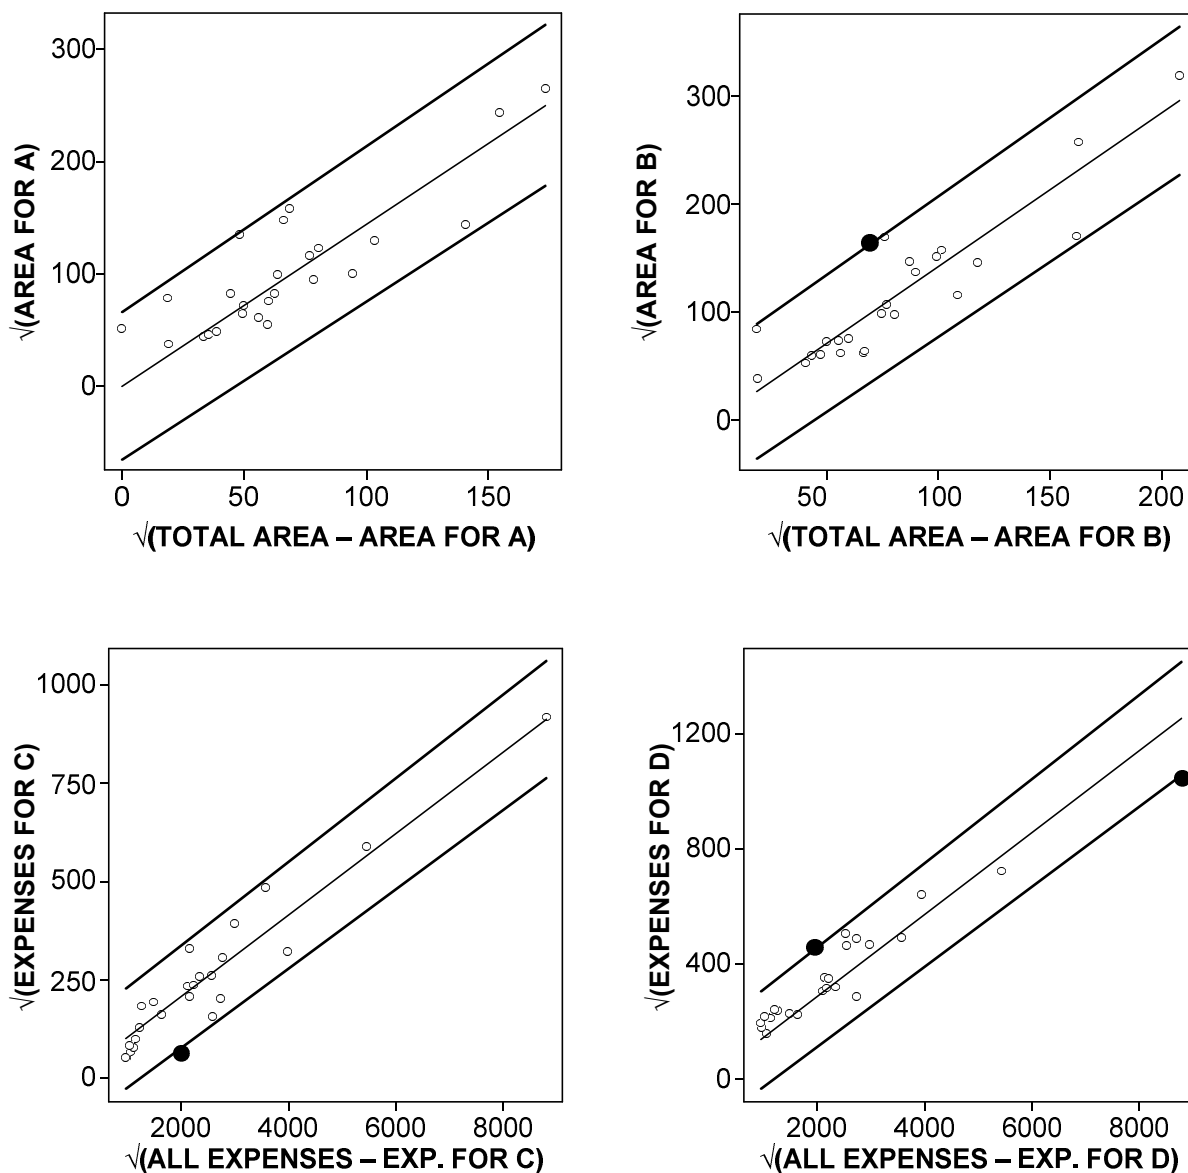 √(AREA FOR A)
300
200
100
0
0 50 100 150
√(TOTAL AREA – AREA FOR A)
√(AREA FOR B)
300
200
100
0
50 100 150 200
√(TOTAL AREA – AREA FOR B)
√(EXPENSES FOR C)
1000
750
500
250
0
2000 4000 6000 8000
√(ALL EXPENSES – EXP. FOR C)
√(EXPENSES FOR D)
1200
800
400
0
2000 4000 6000 8000
√(ALL EXPENSES – EXP. FOR D)